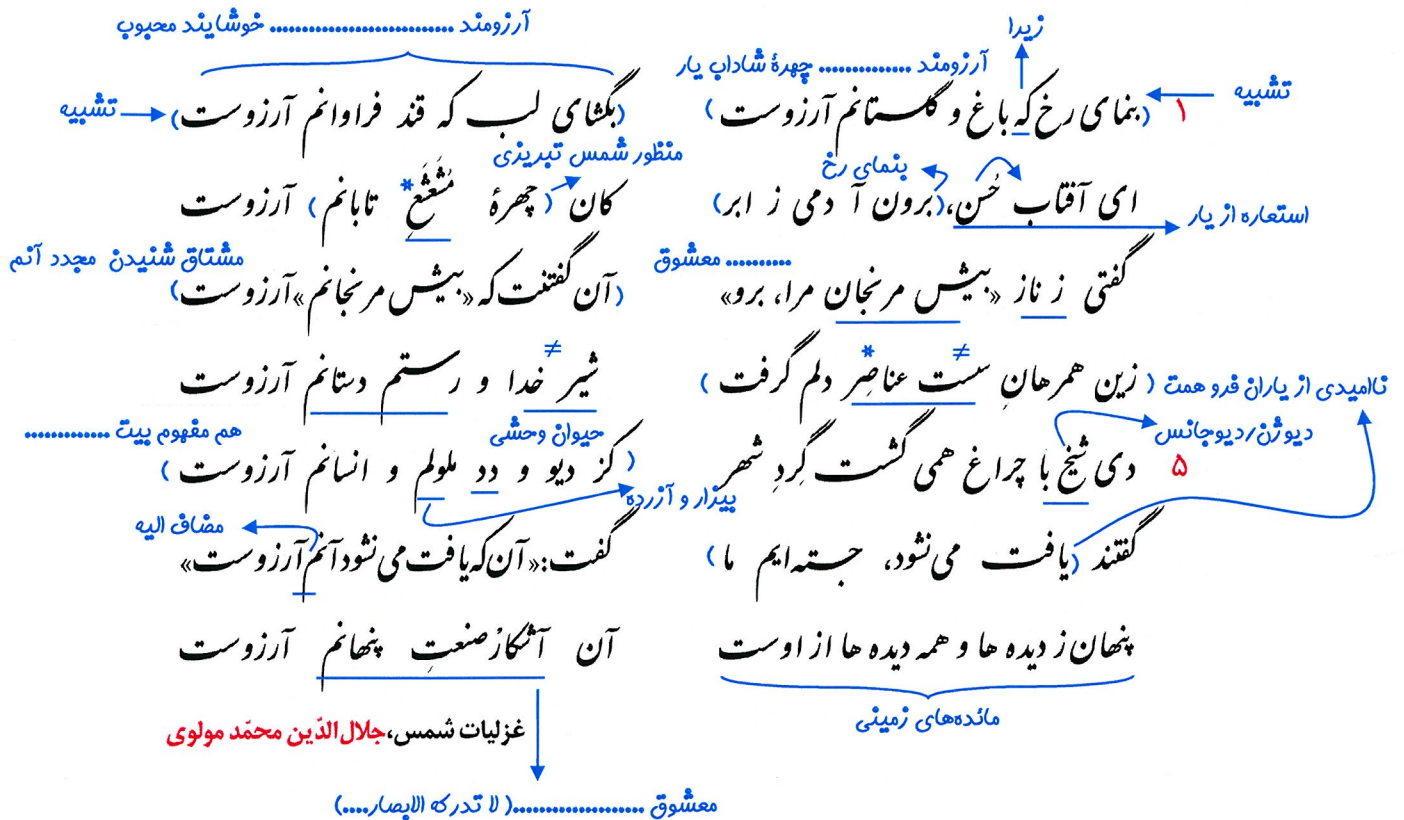 آرزومند .............................. خوشایند محبوب
زیرا
آرزومند .............. چهرهٔ شاداب یار
تشبیه
۱ (بنمای رخ که باغ و گلستانم آرزوست) (بگشای لب که قند فراوانم آرزوست)
تشبیه
بنمای رخ
منظور شمس تبریزی
ای آفتاب حُسن، (برون آ دمی ز ابر) کان (چهرهٔ مُشَعْشَعِ* تابانم) آرزوست
استعاره از یار
.......... معشوق
مشتاق شنیدن مجدد آنم
گفتی ز ناز «بیش مرنجان مرا، برو» (آن گفتنت که «بیش مرنجانم» آرزوست)
≠ * ≠
زین همرهانِ سست عناصِر دلم گرفت) شیر خدا و رستم دستانم آرزوست
ناامیدی از یاران فرو همت
دیوژن/دیوجانس
حیوان وحشی
هم مفهوم بیت .............
۵ دی شیخ با چراغ همی گشت گِردِ شهر (کز دیو و دد ملولم و انسانم آرزوست)
بیزار و آزرده
مضاف الیه
گفتند (یافت می‌نشود، جسته‌ایم ما) گفت: «آن که یافت می‌نشود آنم آرزوست»
پنهان ز دیده ها و همه دیده ها از اوست آن آشکارْ صنعتِ پنهانم آرزوست
مائده‌های زمینی
غزلیات شمس، جلال‌الدّین محمّد مولوی
معشوق ......................( لا تدرکه الابصار....)